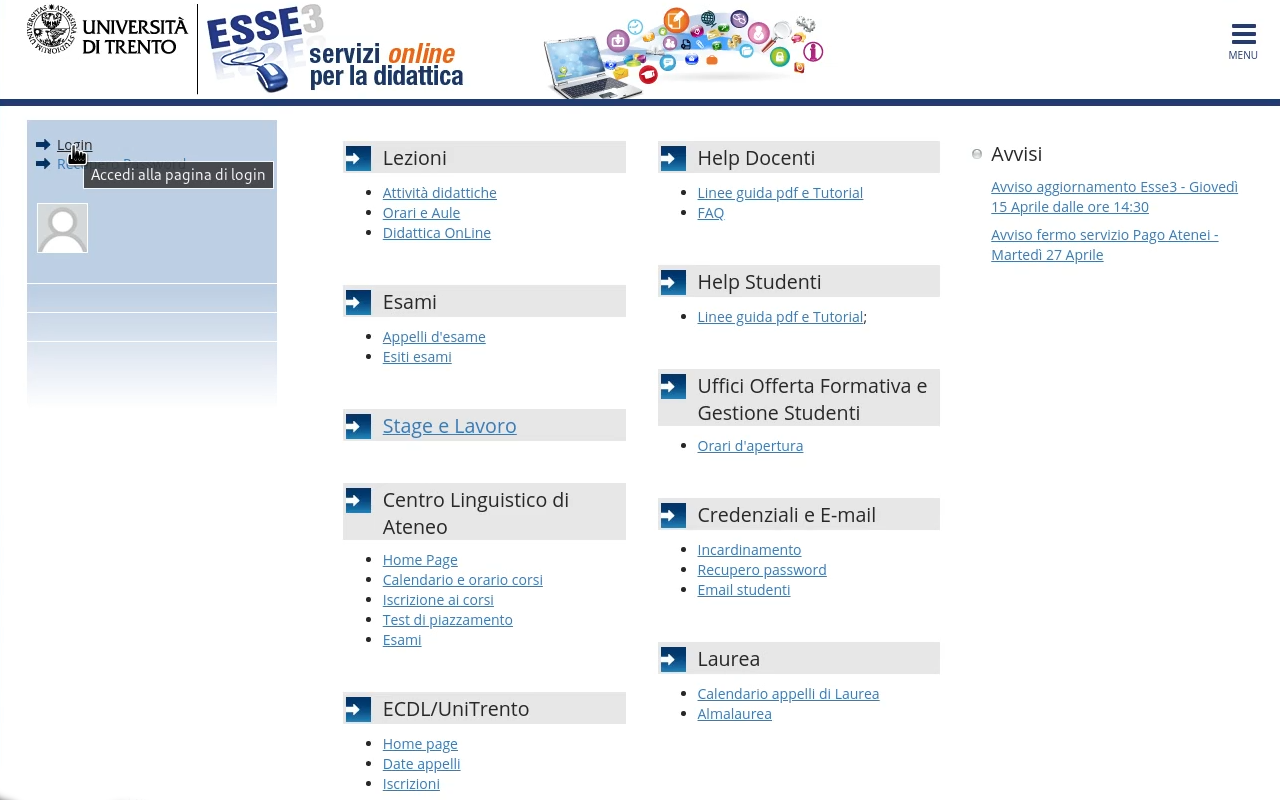 UNIVERSITÀ
DI TRENTO
ESSE3
servizi online
per la didattica
MENU
Login
Accedi alla pagina di login
Lezioni
Attività didattiche
Orari e Aule
Didattica OnLine
Esami
Appelli d'esame
Esiti esami
Stage e Lavoro
Centro Linguistico di
Ateneo
Home Page
Calendario e orario corsi
Iscrizione ai corsi
Test di piazzamento
Esami
ECDL/UniTrento
Home page
Date appelli
Iscrizioni
Help Docenti
Linee guida pdf e Tutorial
FAQ
Help Studenti
Linee guida pdf e Tutorial;
Uffici Offerta Formativa e
Gestione Studenti
Orari d'apertura
Credenziali e E-mail
Incardinamento
Recupero password
Email studenti
Laurea
Calendario appelli di Laurea
Almalaurea
Avvisi
Avviso aggiornamento Esse3 - Giovedì
15 Aprile dalle ore 14:30
Avviso fermo servizio Pago Atenei -
Martedì 27 Aprile